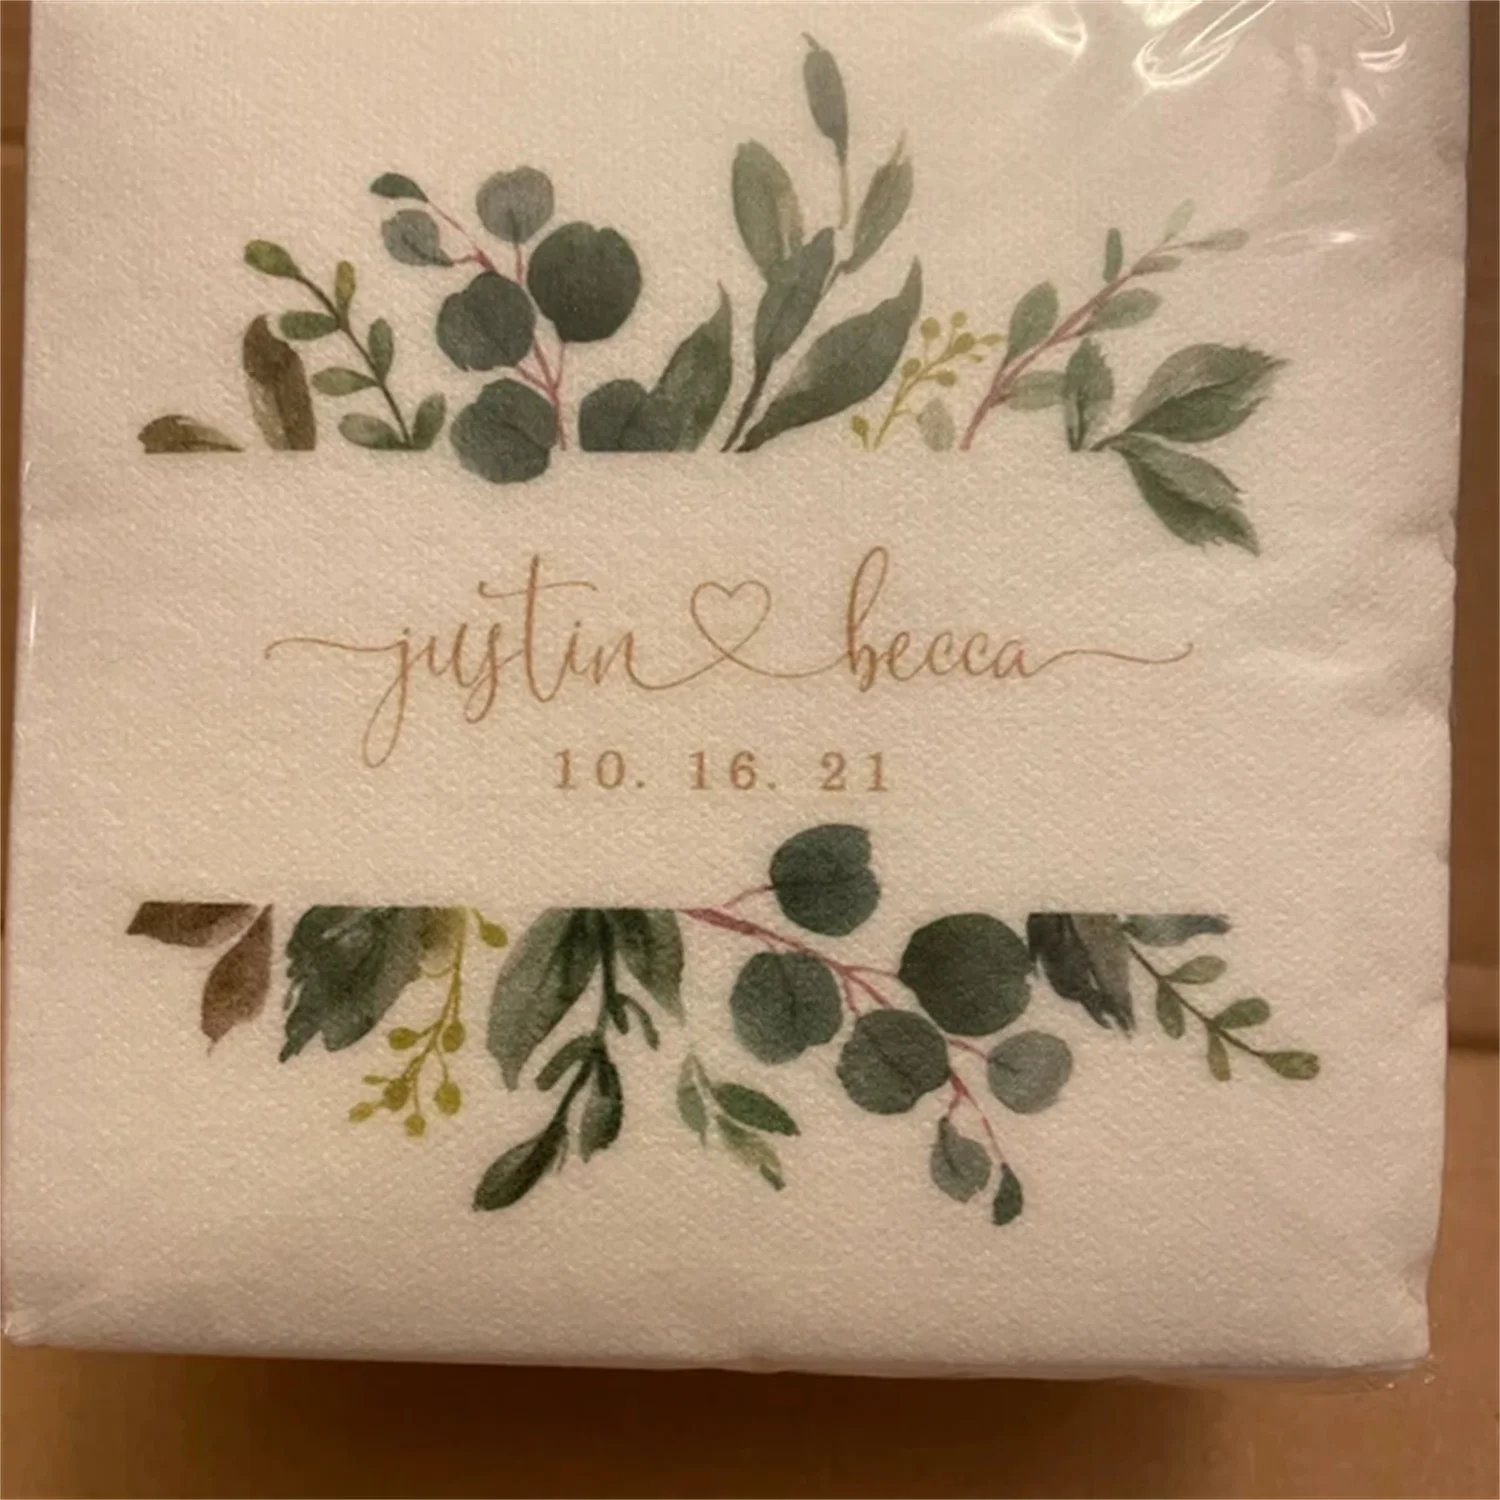 justin ♡ becca
10. 16. 21